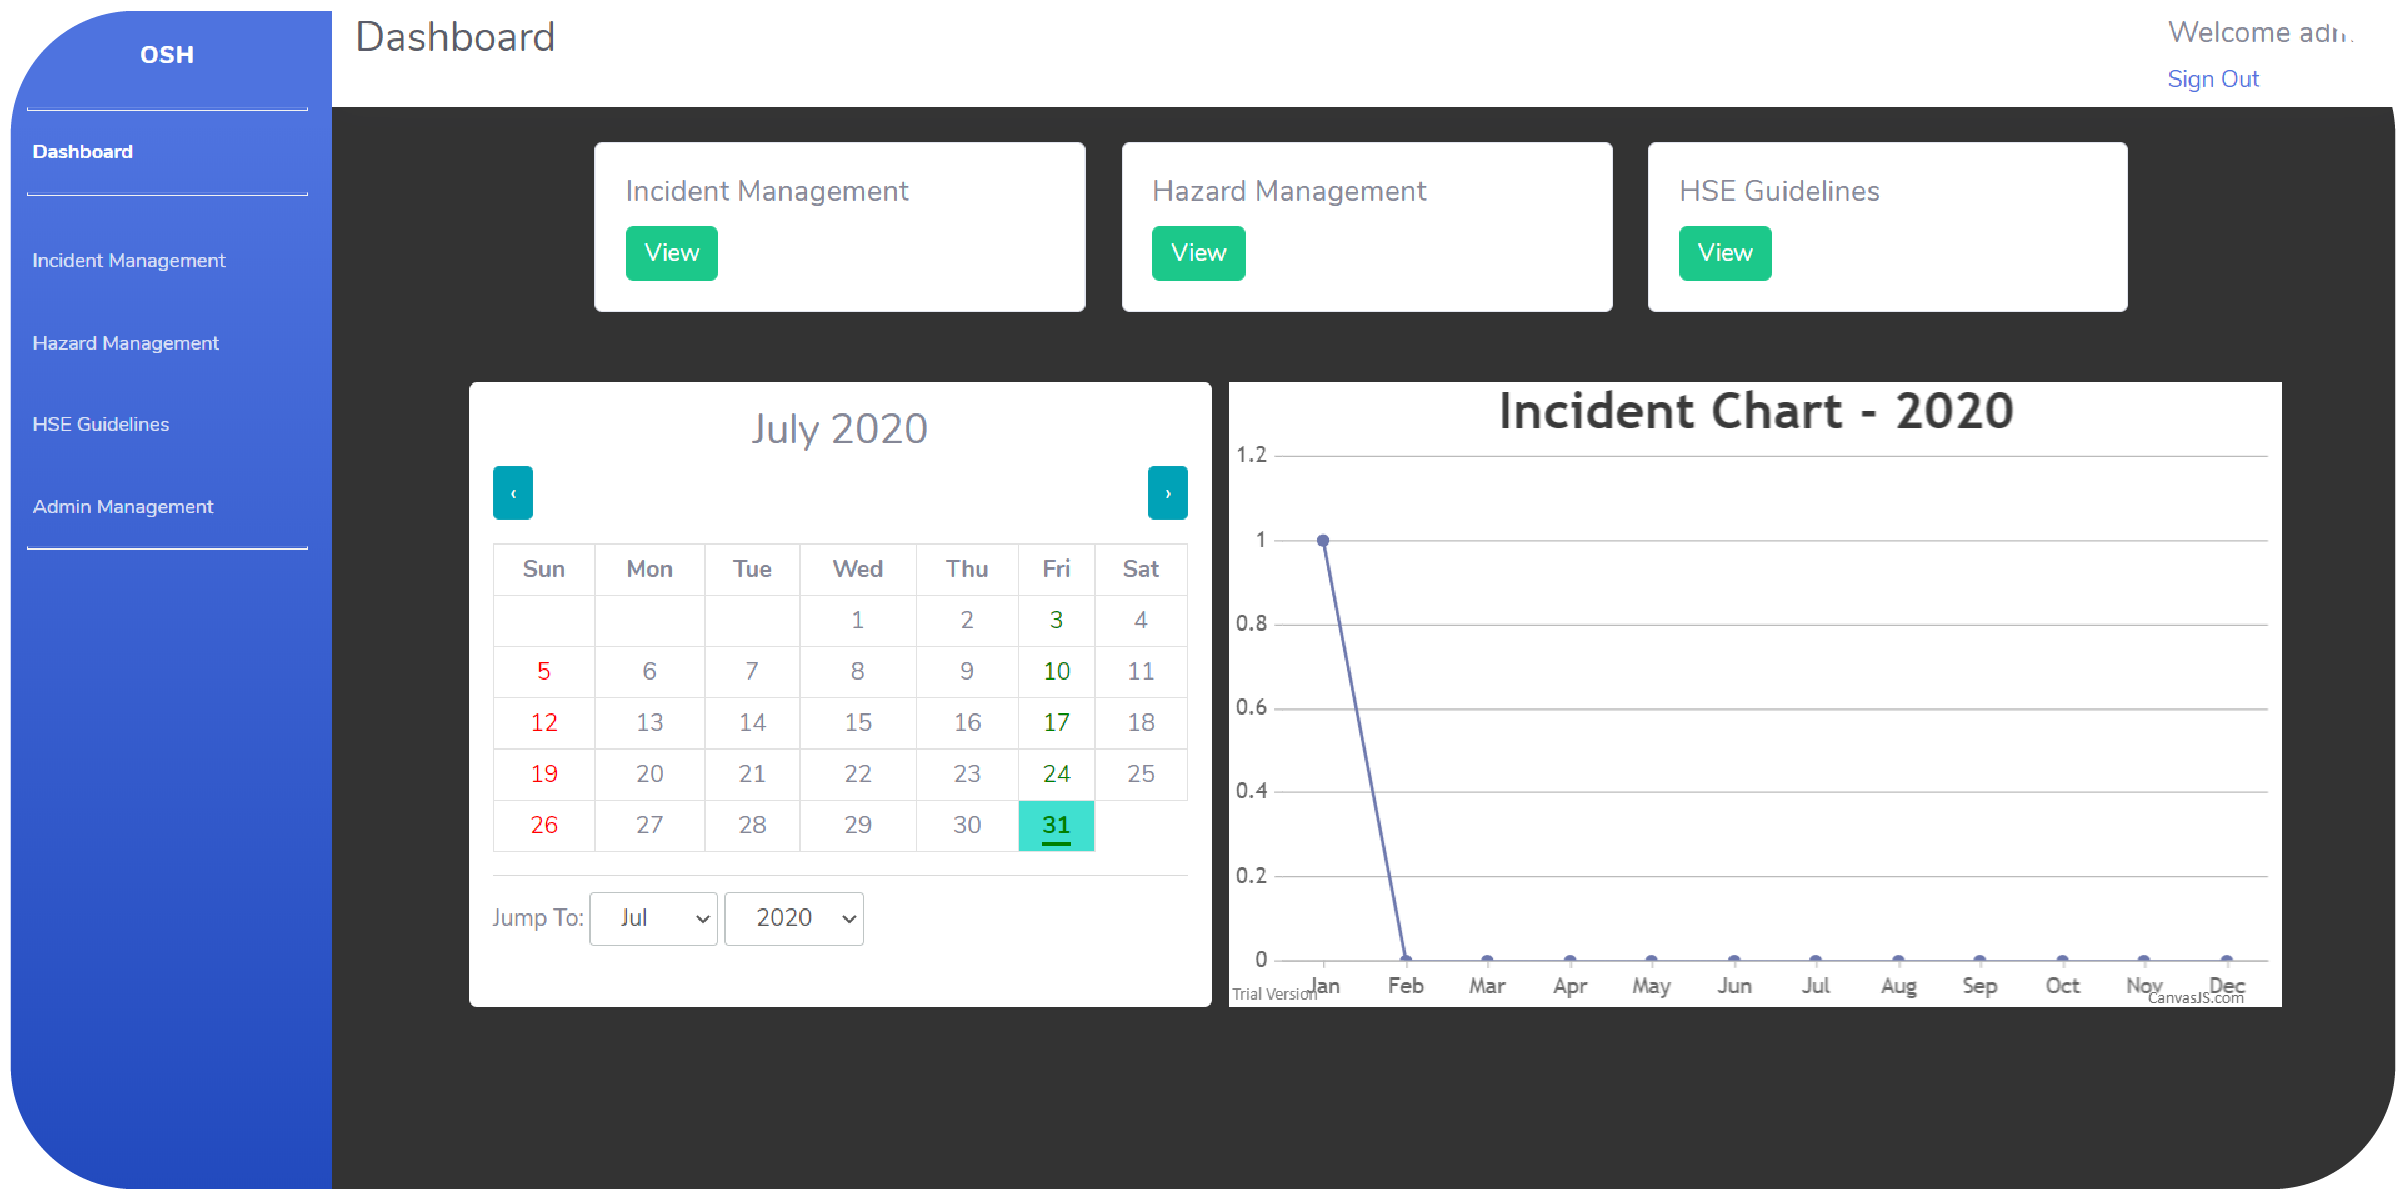 OSH
Dashboard
Incident Management
Hazard Management
HSE Guidelines
Admin Management
Dashboard
Welcome
Sign Out
Incident Management
View
Hazard Management
View
HSE Guidelines
View
July 2020
‹ ›
Sun Mon Tue Wed Thu Fri Sat
1 2 3 4
5 6 7 8 9 10 11
12 13 14 15 16 17 18
19 20 21 22 23 24 25
26 27 28 29 30 31
Jump To: Jul 2020
Incident Chart - 2020
1.2
1
0.8
0.6
0.4
0.2
0
Jan Feb Mar Apr May Jun Jul Aug Sep Oct Nov Dec
Trial Version
CanvasJS.com